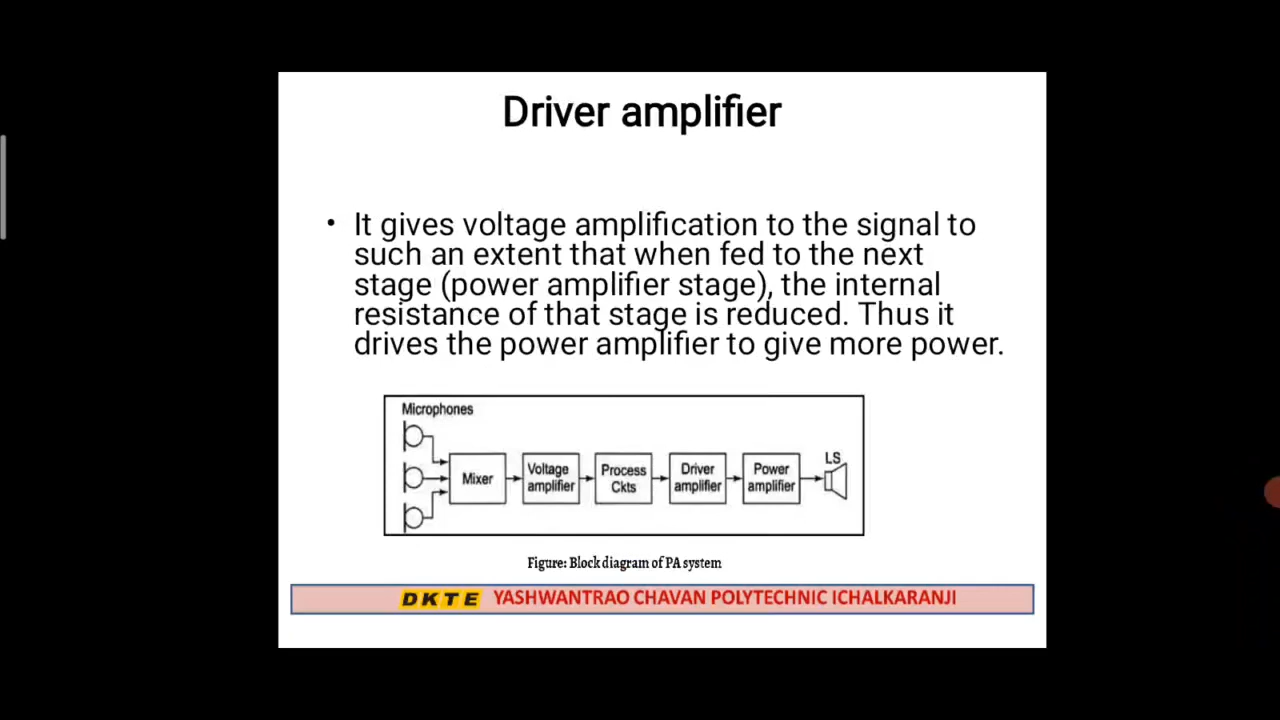 Driver amplifier
• It gives voltage amplification to the signal to
such an extent that when fed to the next
stage (power amplifier stage), the internal
resistance of that stage is reduced. Thus it
drives the power amplifier to give more power.
Microphones
Mixer
Voltage
amplifier
Process
Ckts
Driver
amplifier
Power
amplifier
LS
Figure: Block diagram of PA system
DKTE YASHWANTRAO CHAVAN POLYTECHNIC ICHALKARANJI